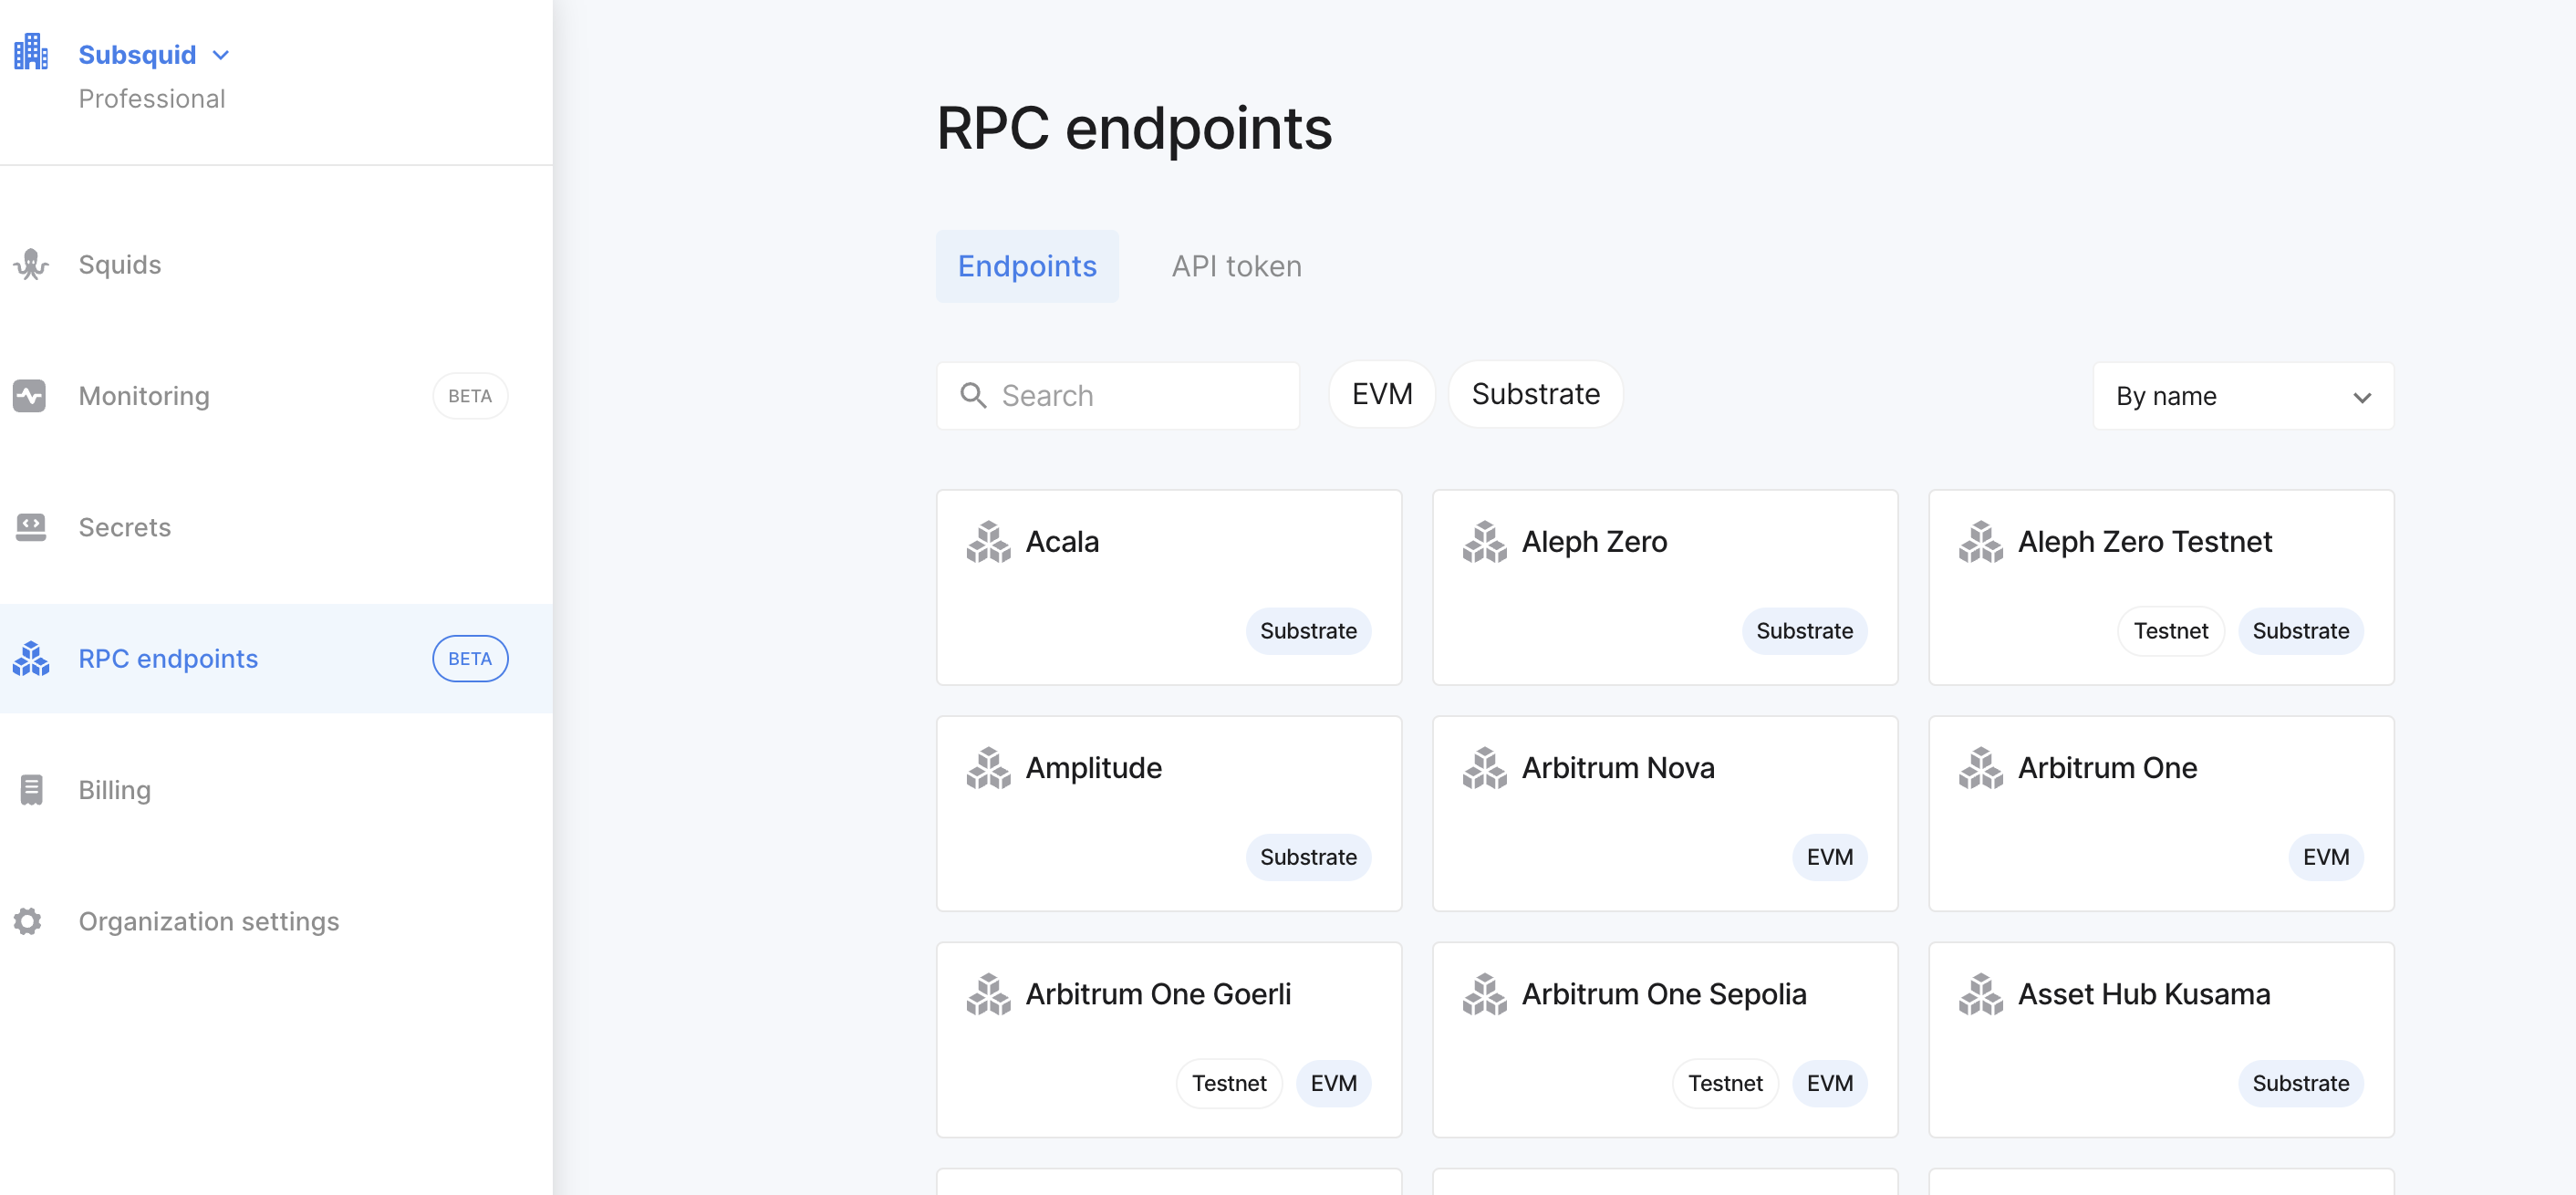 Subsquid
Professional
Squids
Monitoring BETA
Secrets
RPC endpoints BETA
Billing
Organization settings
RPC endpoints
Endpoints API token
Search EVM Substrate By name
Acala
Substrate
Aleph Zero
Substrate
Aleph Zero Testnet
Testnet Substrate
Amplitude
Substrate
Arbitrum Nova
EVM
Arbitrum One
EVM
Arbitrum One Goerli
Testnet EVM
Arbitrum One Sepolia
Testnet EVM
Asset Hub Kusama
Substrate